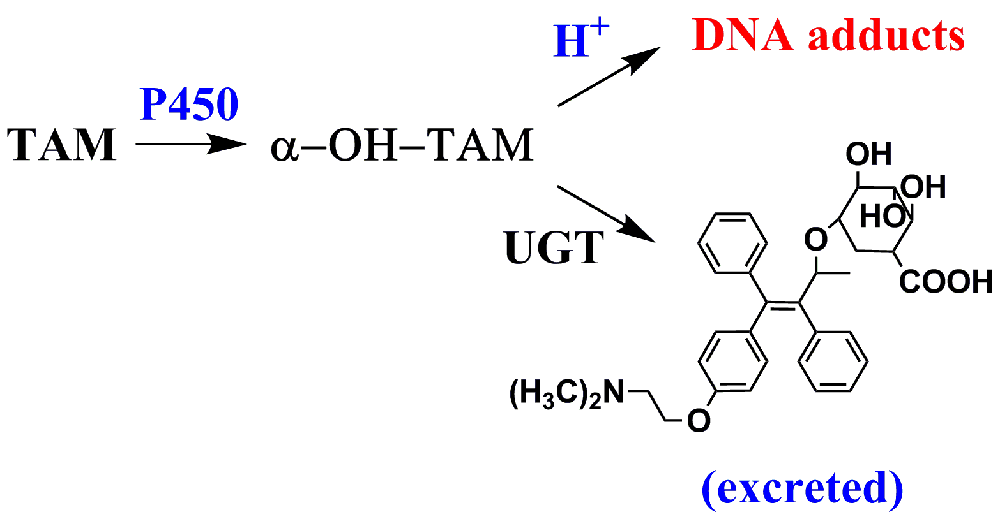 H⁺
DNA adducts
P450
TAM
α–OH–TAM
UGT
OH
OH
HO
O
COOH
(H₃C)₂N
O
(excreted)